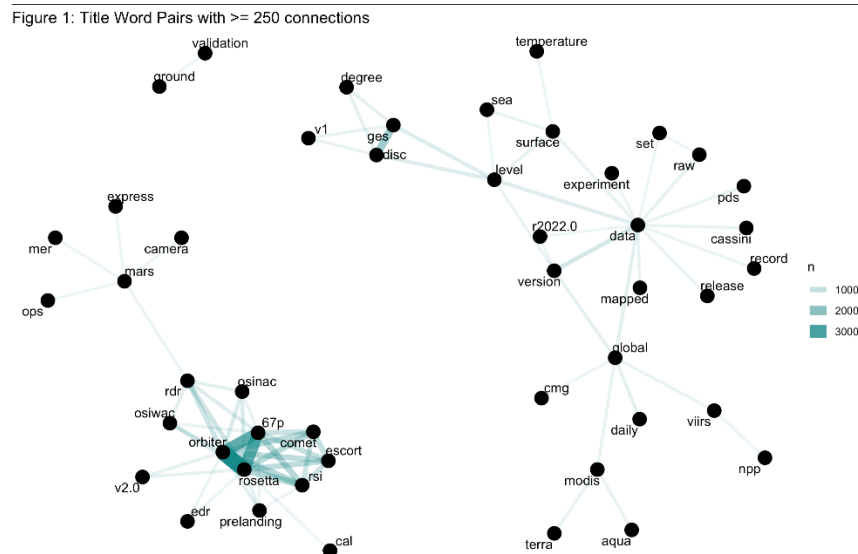 Figure 1: Title Word Pairs with >= 250 connections
validation
ground
temperature
degree
sea
v1
ges
disc
surface
set
raw
level
experiment
pds
express
r2022.0
data
cassini
mer
camera
mars
version
record
n
ops
mapped
release
1000
2000
3000
global
rdr
osinac
cmg
osiwac
67p
daily
viirs
orbiter
comet
escort
rosetta
rsi
modis
npp
v2.0
edr
prelanding
cal
terra
aqua